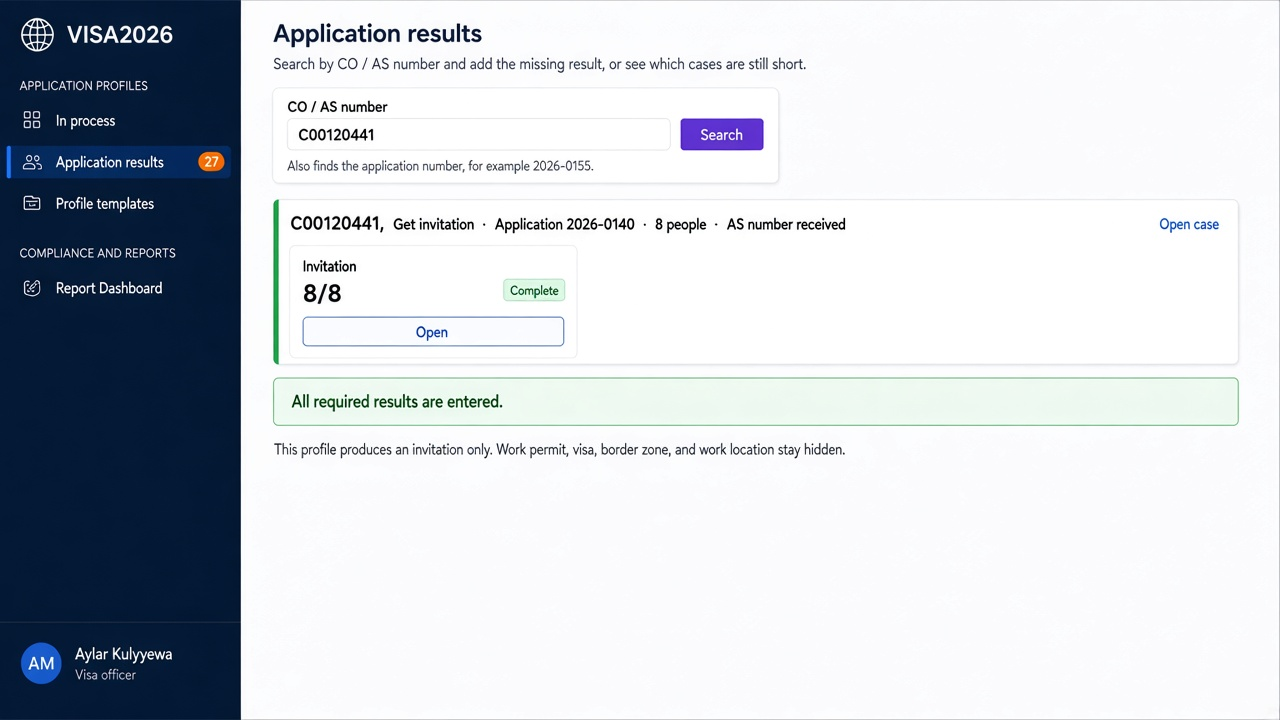 VISA2026
APPLICATION PROFILES
In process
Application results 27
Profile templates
COMPLIANCE AND REPORTS
Report Dashboard
AM
Aylar Kulyyewa
Visa officer
Application results
Search by CO / AS number and add the missing result, or see which cases are still short.
CO / AS number
C00120441
Search
Also finds the application number, for example 2026-0155.
C00120441, Get invitation · Application 2026-0140 · 8 people · AS number received
Open case
Invitation
8/8
Complete
Open
All required results are entered.
This profile produces an invitation only. Work permit, visa, border zone, and work location stay hidden.